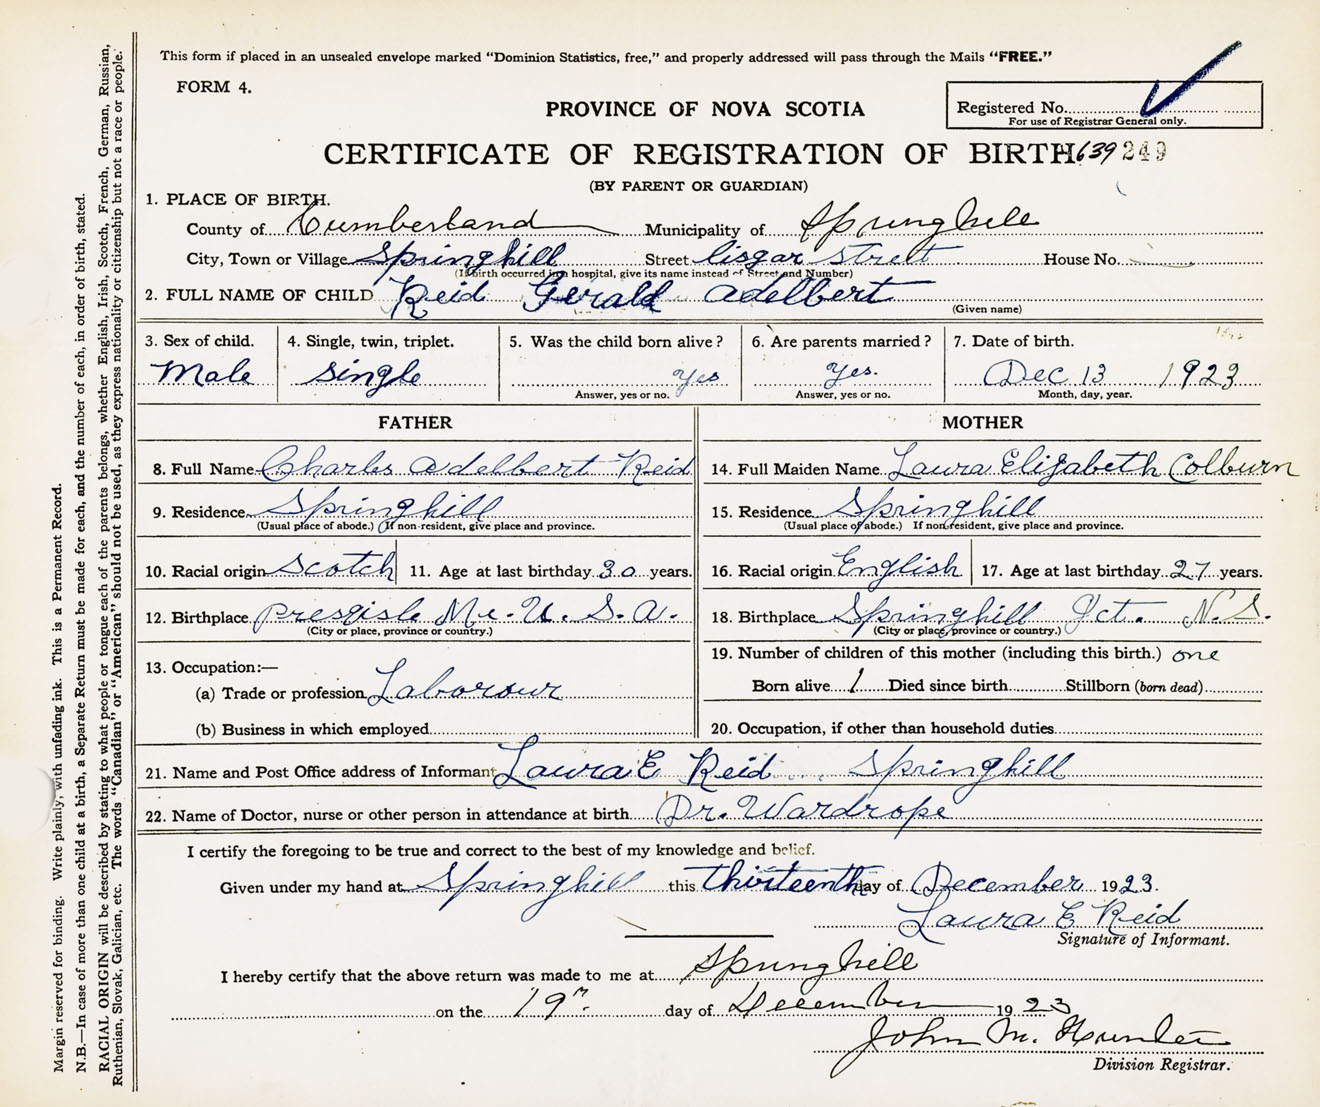 This form if placed in an unsealed envelope marked "Dominion Statistics, free," and properly addressed will pass through the Mails "FREE."
FORM 4.
Registered No.
For use of Registrar General only.
PROVINCE OF NOVA SCOTIA
CERTIFICATE OF REGISTRATION OF BIRTH 639 249
(BY PARENT OR GUARDIAN)
1. PLACE OF BIRTH.
County of Cumberland Municipality of Springhill
City, Town or Village Springhill Street Lisgar Street House No.
(If birth occurred in a hospital, give its name instead of Street and Number)
2. FULL NAME OF CHILD Reid Gerald Adelbert
(Given name)
3. Sex of child. 4. Single, twin, triplet. 5. Was the child born alive? 6. Are parents married? 7. Date of birth.
Male Single Yes Yes. Dec 13 1923
Answer, yes or no. Answer, yes or no. Month, day, year.
FATHER MOTHER
8. Full Name Charles Adelbert Reid 14. Full Maiden Name Laura Elizabeth Colburn
9. Residence Springhill 15. Residence Springhill
(Usual place of abode.) If non-resident, give place and province. (Usual place of abode.) If non-resident, give place and province.
10. Racial origin Scotch 11. Age at last birthday 30 years. 16. Racial origin English 17. Age at last birthday 27 years.
12. Birthplace Presqisle Me. U. S. A. 18. Birthplace Springhill Jct. N.S.
(City or place, province or country.) (City or place, province or country.)
13. Occupation:— 19. Number of children of this mother (including this birth.) one
(a) Trade or profession Labourour Born alive 1 Died since birth Stillborn (born dead)
(b) Business in which employed 20. Occupation, if other than household duties
21. Name and Post Office address of Informant Laura E Reid Springhill
22. Name of Doctor, nurse or other person in attendance at birth Dr. Wardrope
I certify the foregoing to be true and correct to the best of my knowledge and belief.
Given under my hand at Springhill this thirteenth day of December 1923.
Laura E Reid
Signature of Informant.
I hereby certify that the above return was made to me at Springhill
on the 19th day of December 1923
John M. Hunter
Division Registrar.
Margin reserved for binding. Write plainly, with unfading ink. This is a Permanent Record.
N.B.—In case of more than one child at a birth, a Separate Return must be made for each, and the number of each, in order of birth, stated.
RACIAL ORIGIN will be described by stating to what people or tongue each of the parents belongs, whether English, Irish, Scotch, French, German, Russian,
Ruthenian, Slovak, Galician, etc. The words "Canadian" or "American" should not be used, as they express nationality or citizenship but not a race or people.